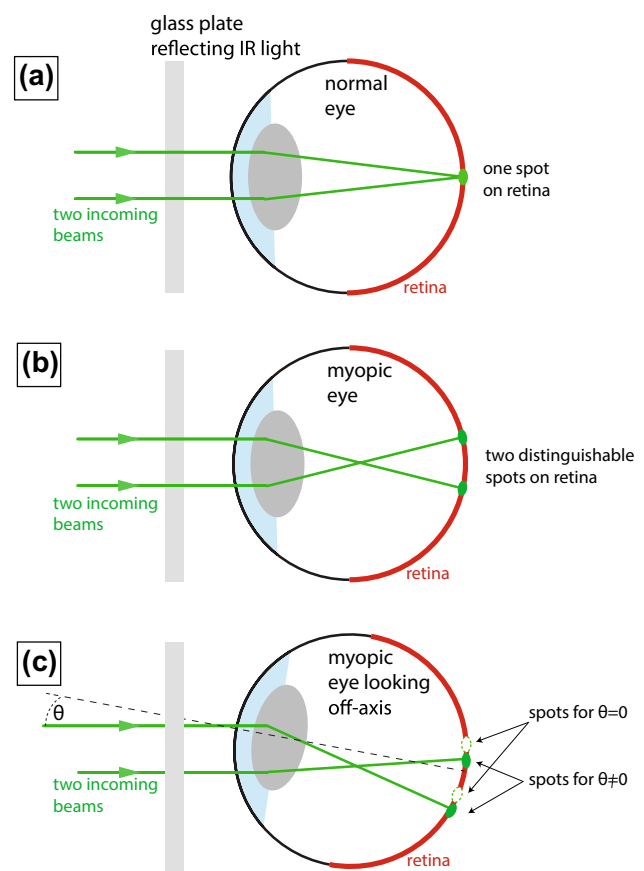 glass plate
reflecting IR light
(a)
normal
eye
one spot
on retina
two incoming
beams
retina
(b)
myopic
eye
two distinguishable
spots on retina
two incoming
beams
retina
(c)
myopic
eye looking
off-axis
θ
spots for θ=0
spots for θ≠0
two incoming
beams
retina